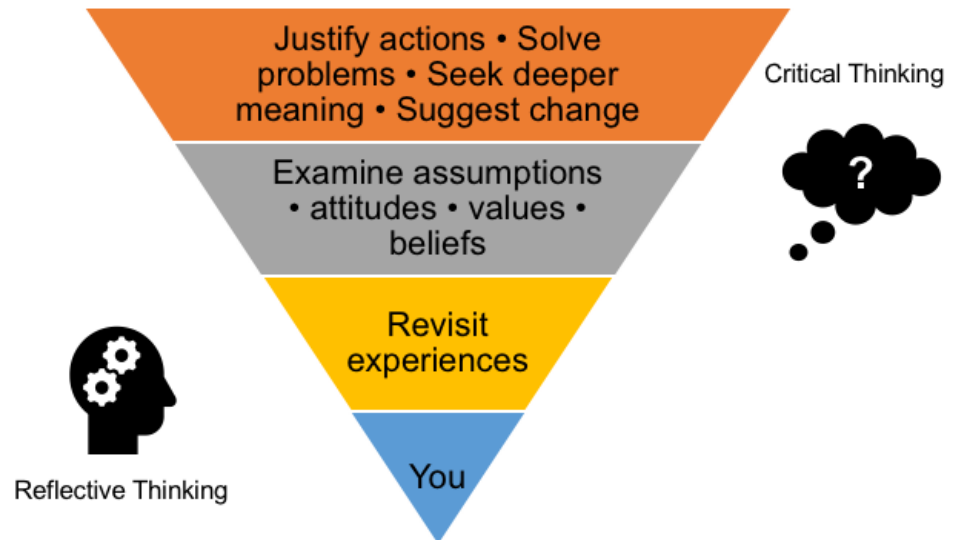 Justify actions • Solve
problems • Seek deeper
meaning • Suggest change
Critical Thinking
?
Examine assumptions
• attitudes • values •
beliefs
Revisit
experiences
You
Reflective Thinking